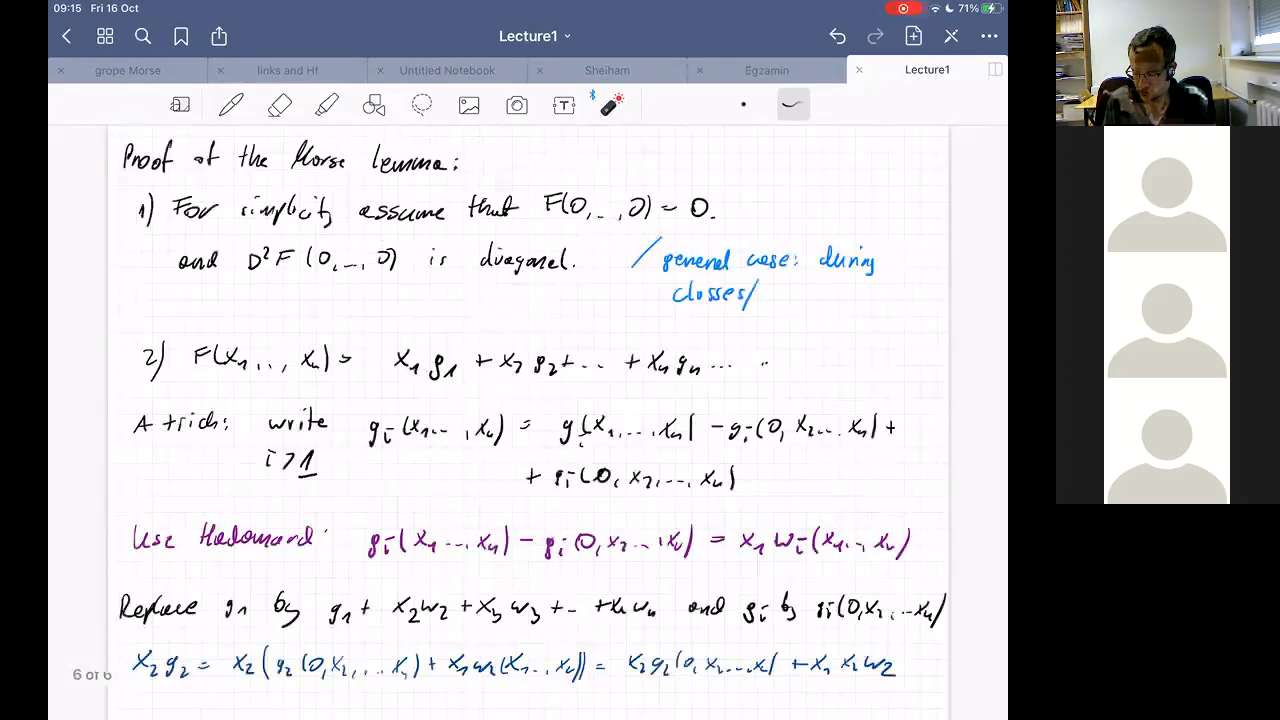 09:15 Fri 16 Oct
71%
Lecture1
grope Morse
links and Hf
Untitled Notebook
Sheiham
Egzamin
Lecture1
Proof of the Morse lemma:
1) For simplicity assume that F(0,...,0) = 0.
and D²F (0,...,0) is diagonal. /general case: during
classes/
2) F(x₁,..,xₙ) = x₁g₁ + x₂g₂+... + xₙgₙ...
A trick: write gᵢ(x₁...,xₙ) = gᵢ(x₁,...,xₙ) - gᵢ(0,x₂...xₙ) +
i>1
+ gᵢ(0,x₂,...,xₙ)
Use Hadamard: gᵢ(x₁...,xₙ) - gᵢ(0,x₂...,xₙ) = x₁wᵢ(x₁...,xₙ)
Replace g₁ by g₁ + x₂w₂ + x₃w₃ +... +xₙwₙ and gᵢ by gᵢ(0,x₂,...xₙ)
x₂g₂ = x₂(g₂(0,x₂,...xₙ) + x₁w₂(x₁...,xₙ)) = x₂g₂(0,x₂...xₙ) + x₁x₂w₂
6 of 6